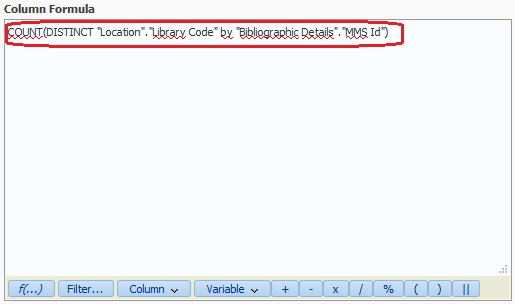 Column Formula
COUNT(DISTINCT "Location"."Library Code" by "Bibliographic Details"."MMS Id")
f(...) Filter... Column Variable + - x / % ( ) ||